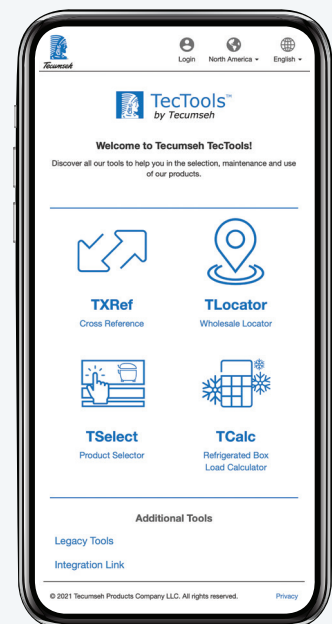 Tecumseh
Login North America English
TecTools™
by Tecumseh
Welcome to Tecumseh TecTools!
Discover all our tools to help you in the selection, maintenance and use
of our products.
TXRef
Cross Reference
TLocator
Wholesale Locator
TSelect
Product Selector
TCalc
Refrigerated Box
Load Calculator
Additional Tools
Legacy Tools
Integration Link
© 2021 Tecumseh Products Company LLC. All rights reserved. Privacy